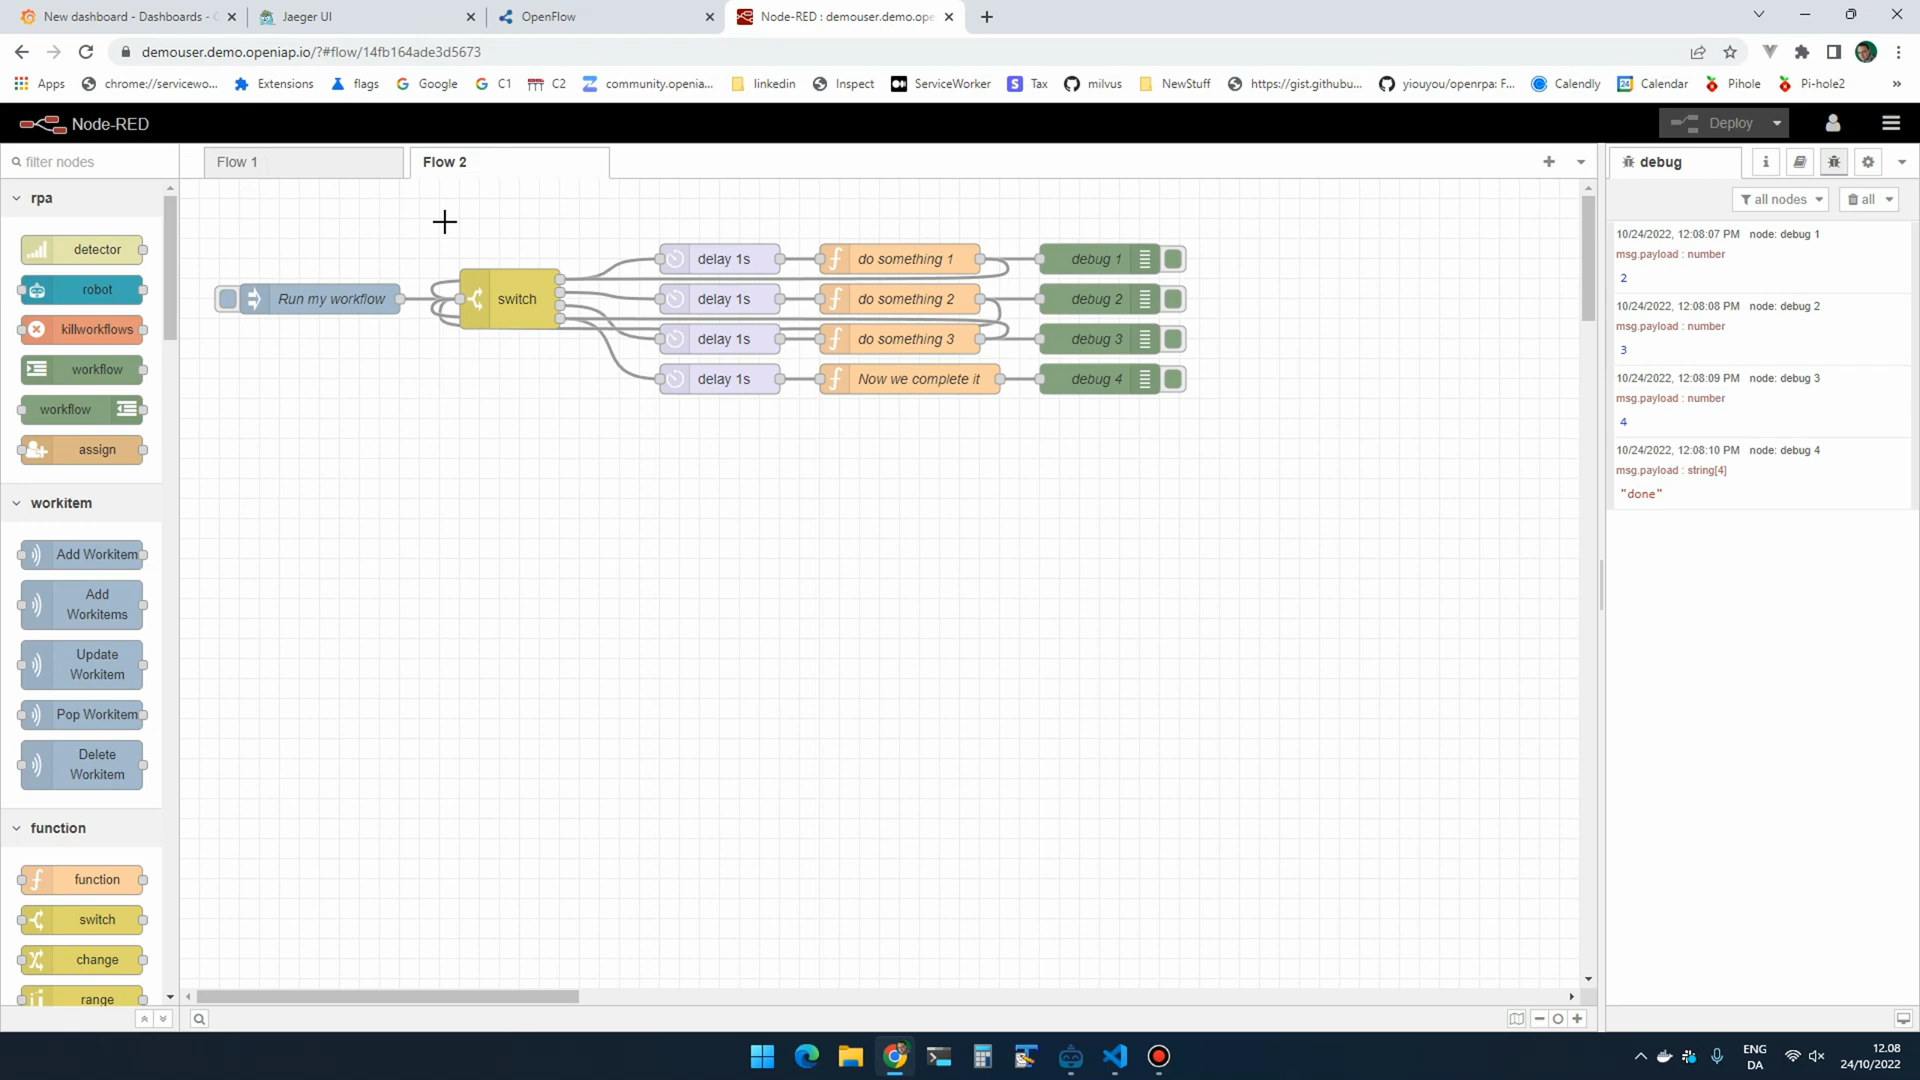 New dashboard - Dashboards -
Jaeger UI
OpenFlow
Node-RED : demouser.demo.ope
demouser.demo.openiap.io/?#flow/14fb164ade3d5673
Apps
chrome://servicewo...
Extensions
flags
Google
C1
C2
community.openia...
linkedin
Inspect
ServiceWorker
Tax
milvus
NewStuff
https://gist.githubu...
yiouyou/openrpa: F...
Calendly
Calendar
Pihole
Pi-hole2
»
Node-RED
Deploy
filter nodes
Flow 1
Flow 2
debug
all nodes
all
rpa
detector
robot
killworkflows
workflow
workflow
assign
workitem
Add Workitem
Add
Workitems
Update
Workitem
Pop Workitem
Delete
Workitem
function
function
switch
change
range
Run my workflow
switch
delay 1s
do something 1
debug 1
delay 1s
do something 2
debug 2
delay 1s
do something 3
debug 3
delay 1s
Now we complete it
debug 4
10/24/2022, 12:08:07 PM node: debug 1
msg.payload : number
2
10/24/2022, 12:08:08 PM node: debug 2
msg.payload : number
3
10/24/2022, 12:08:09 PM node: debug 3
msg.payload : number
4
10/24/2022, 12:08:10 PM node: debug 4
msg.payload : string[4]
"done"
ENG
DA
12.08
24/10/2022